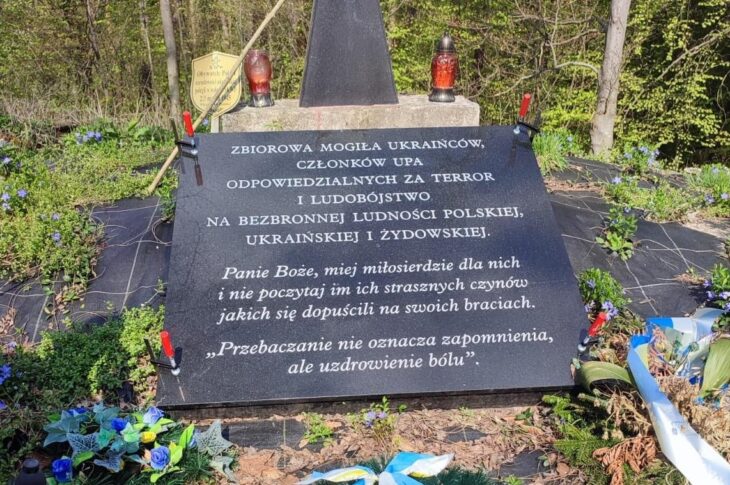 ZBIOROWA MOGIŁA UKRAIŃCÓW,
CZŁONKÓW UPA
ODPOWIEDZIALNYCH ZA TERROR
I LUDOBÓJSTWO
NA BEZBRONNEJ LUDNOŚCI POLSKIEJ,
UKRAIŃSKIEJ I ŻYDOWSKIEJ.
Panie Boże, miej miłosierdzie dla nich
i nie poczytaj im ich strasznych czynów
jakich się dopuścili na swoich braciach.
„Przebaczanie nie oznacza zapomnienia,
ale uzdrowienie bólu”.